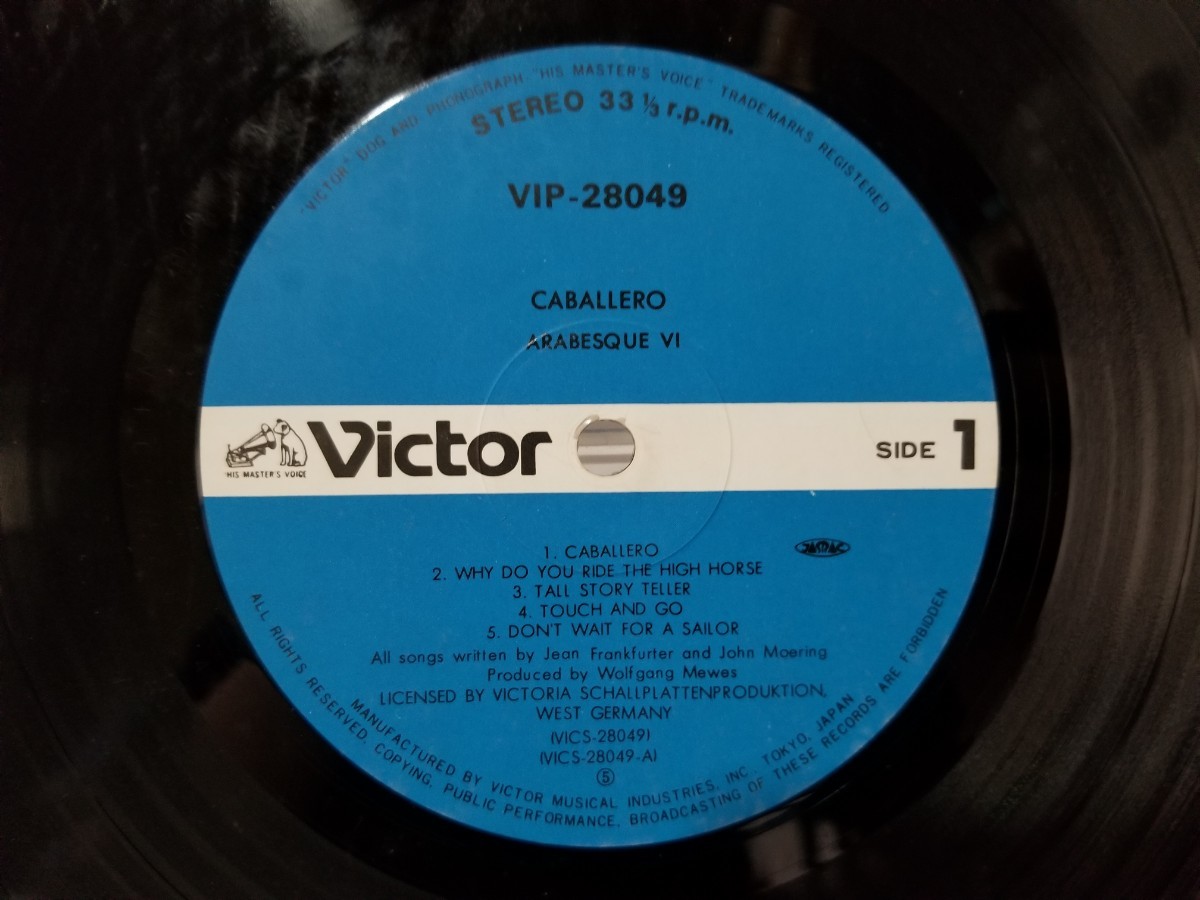 "VICTOR" DOG AND PHONOGRAPH "HIS MASTER'S VOICE" TRADEMARKS REGISTERED
STEREO 33 ⅓ r.p.m.
VIP-28049
CABALLERO
ARABESQUE VI
"HIS MASTER'S VOICE"
Victor
SIDE 1
1. CABALLERO
JASRAC
2. WHY DO YOU RIDE THE HIGH HORSE
3. TALL STORY TELLER
4. TOUCH AND GO
5. DON'T WAIT FOR A SAILOR
All songs written by Jean Frankfurter and John Moering
Produced by Wolfgang Mewes
LICENSED BY VICTORIA SCHALLPLATTENPRODUKTION,
WEST GERMANY
(VICS-28049)
(VICS-28049-A)
⑤
MANUFACTURED BY VICTOR MUSICAL INDUSTRIES, INC. TOKYO, JAPAN
ALL RIGHTS RESERVED. COPYING, PUBLIC PERFORMANCE, BROADCASTING OF THESE RECORDS ARE FORBIDDEN